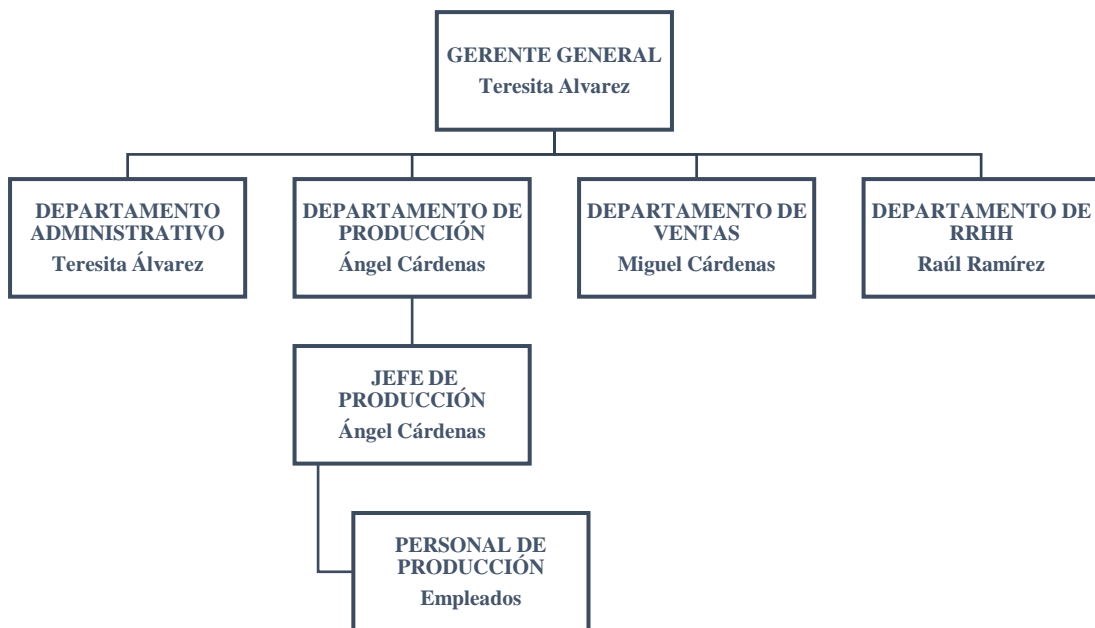 GERENTE GENERAL
Teresita Alvarez
DEPARTAMENTO
ADMINISTRATIVO
Teresita Álvarez
DEPARTAMENTO DE
PRODUCCIÓN
Ángel Cárdenas
DEPARTAMENTO DE
VENTAS
Miguel Cárdenas
DEPARTAMENTO DE
RRHH
Raúl Ramírez
JEFE DE
PRODUCCIÓN
Ángel Cárdenas
PERSONAL DE
PRODUCCIÓN
Empleados